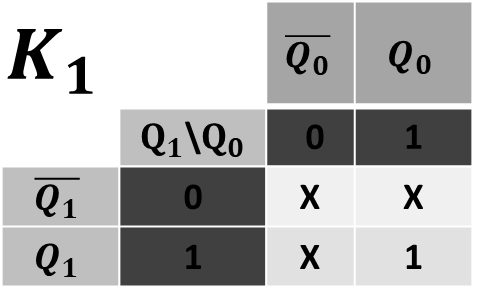 K₁
Q̅₀ Q₀
Q₁\Q₀ 0 1
Q̅₁ 0 X X
Q₁ 1 X 1